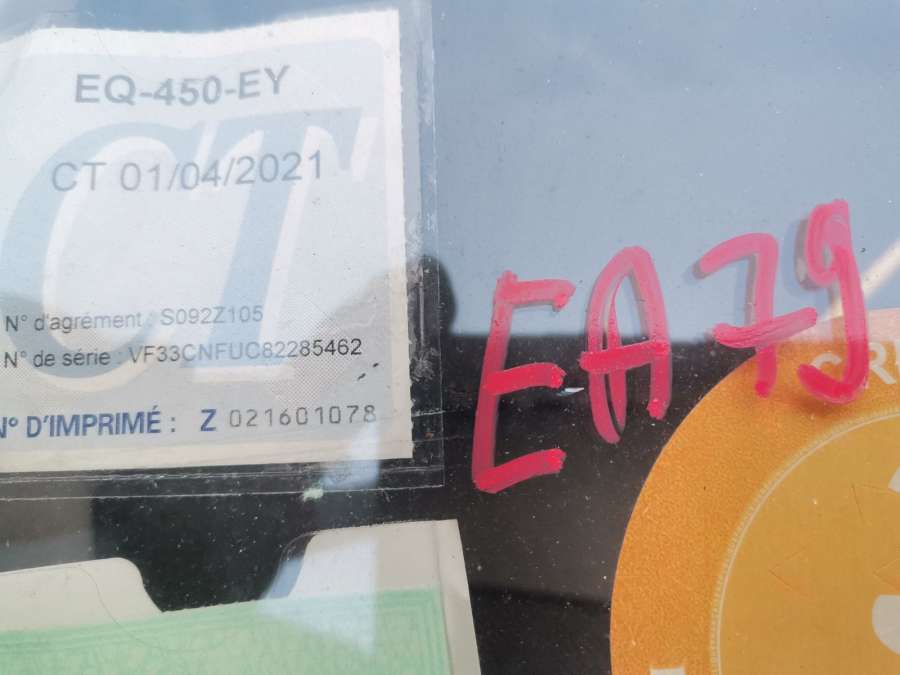 EQ-450-EY
CT 01/04/2021
N° d'agrément : S092Z105
N° de série : VF33CNFUC82285462
N° D'IMPRIMÉ : Z 021601078
EA79